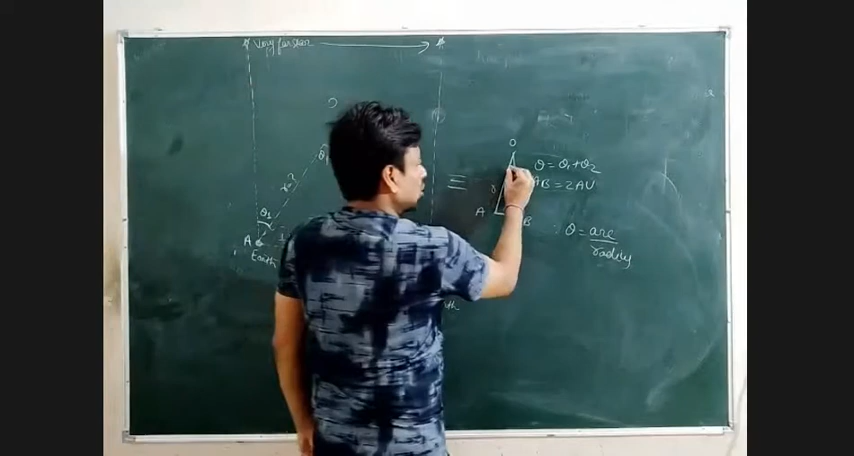 Very far star
O
θ = θ₁ + θ₂
AB = 2AU
r
A
B
θ₁
A
Earth
θ = arc
radius